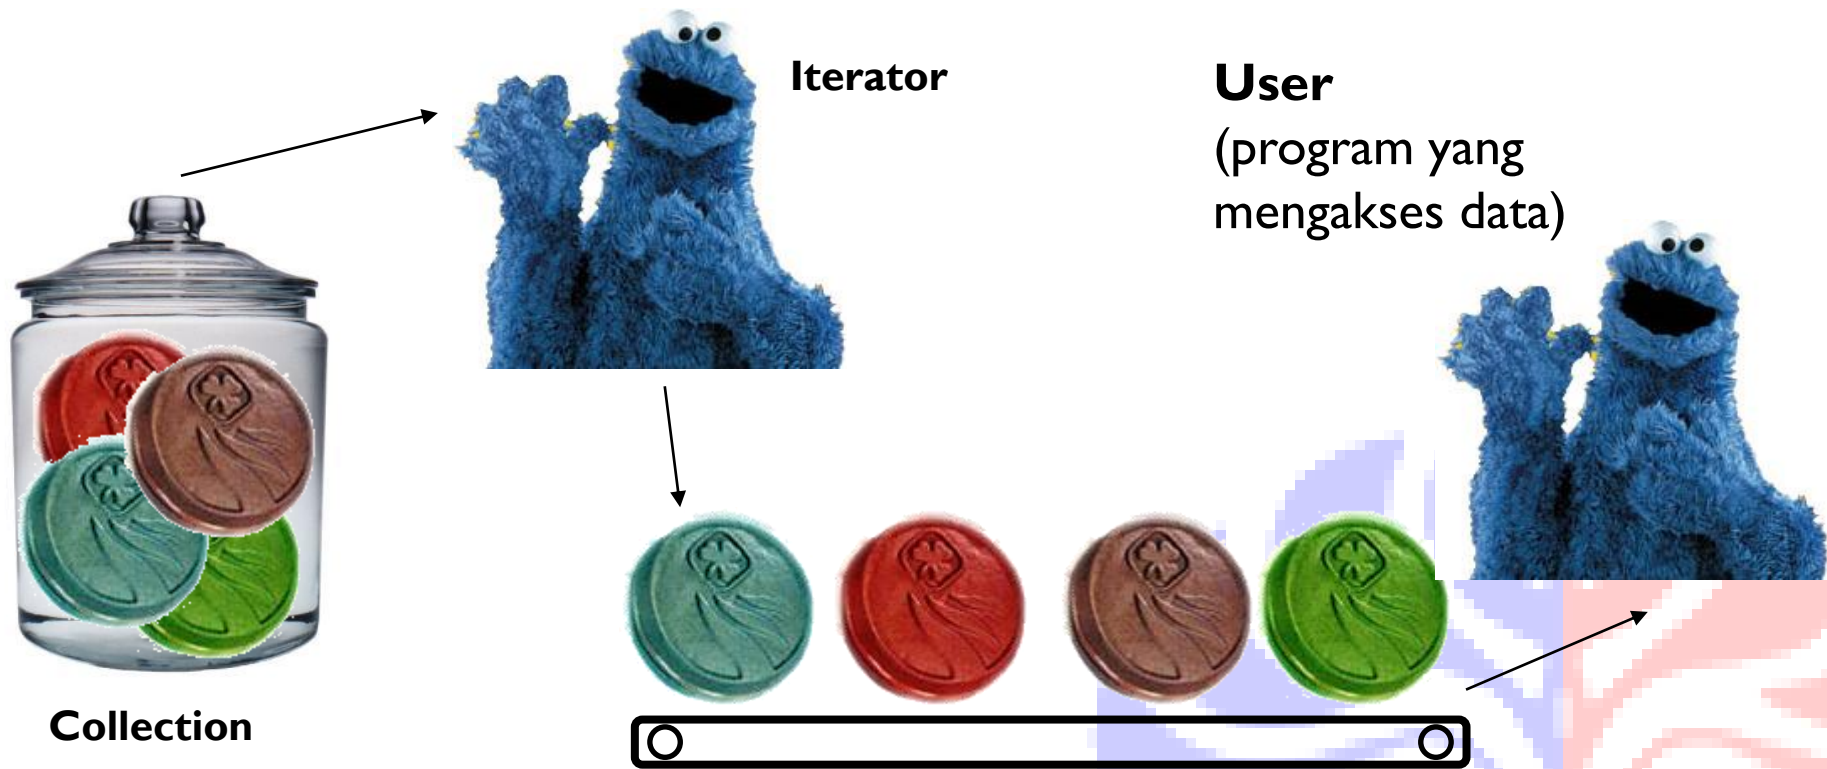 Iterator
User
(program yang
mengakses data)
Collection